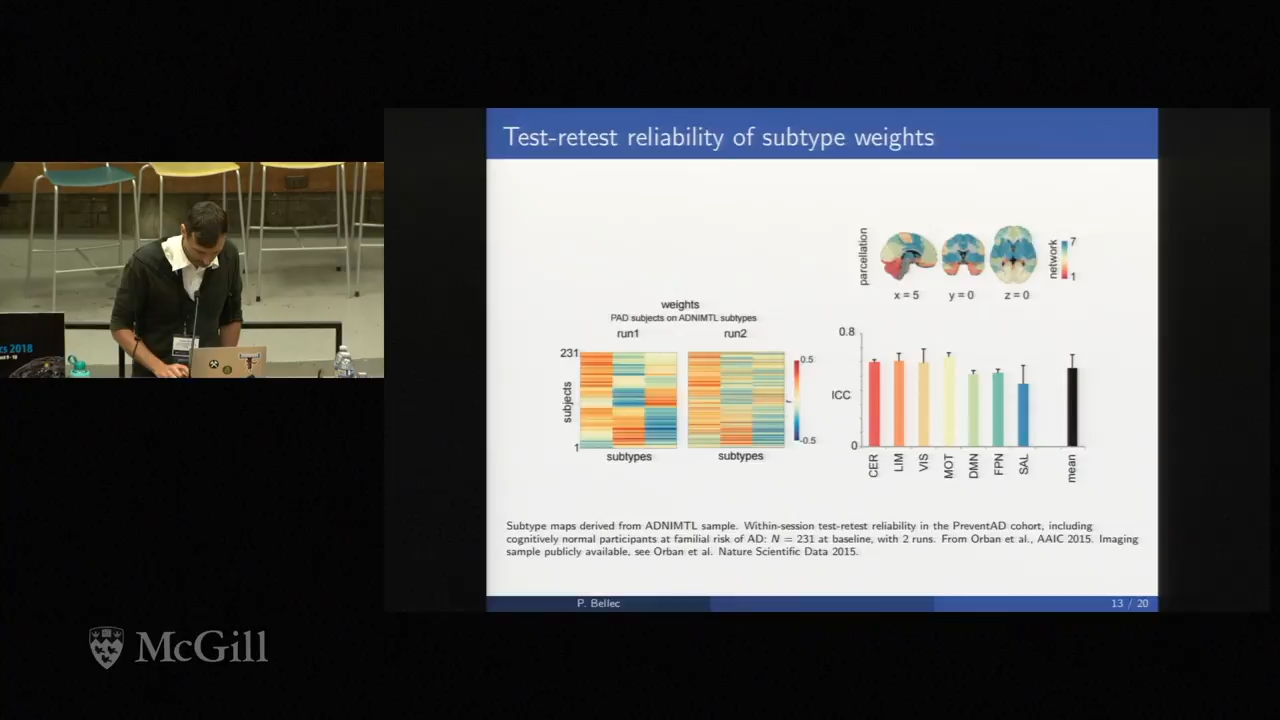 Test-retest reliability of subtype weights
parcellation
x = 5
y = 0
z = 0
network
7
1
weights
PAD subjects on ADNIMTL subtypes
run1
run2
231
subjects
1
subtypes
subtypes
0.5
r
-0.5
0.8
ICC
0
CER
LIM
VIS
MOT
DMN
FPN
SAL
mean
Subtype maps derived from ADNIMTL sample. Within-session test-retest reliability in the PreventAD cohort, including
cognitively normal participants at familial risk of AD: N = 231 at baseline, with 2 runs. From Orban et al., AAIC 2015. Imaging
sample publicly available, see Orban et al. Nature Scientific Data 2015.
P. Bellec
13 / 20
cs 2018
McGill